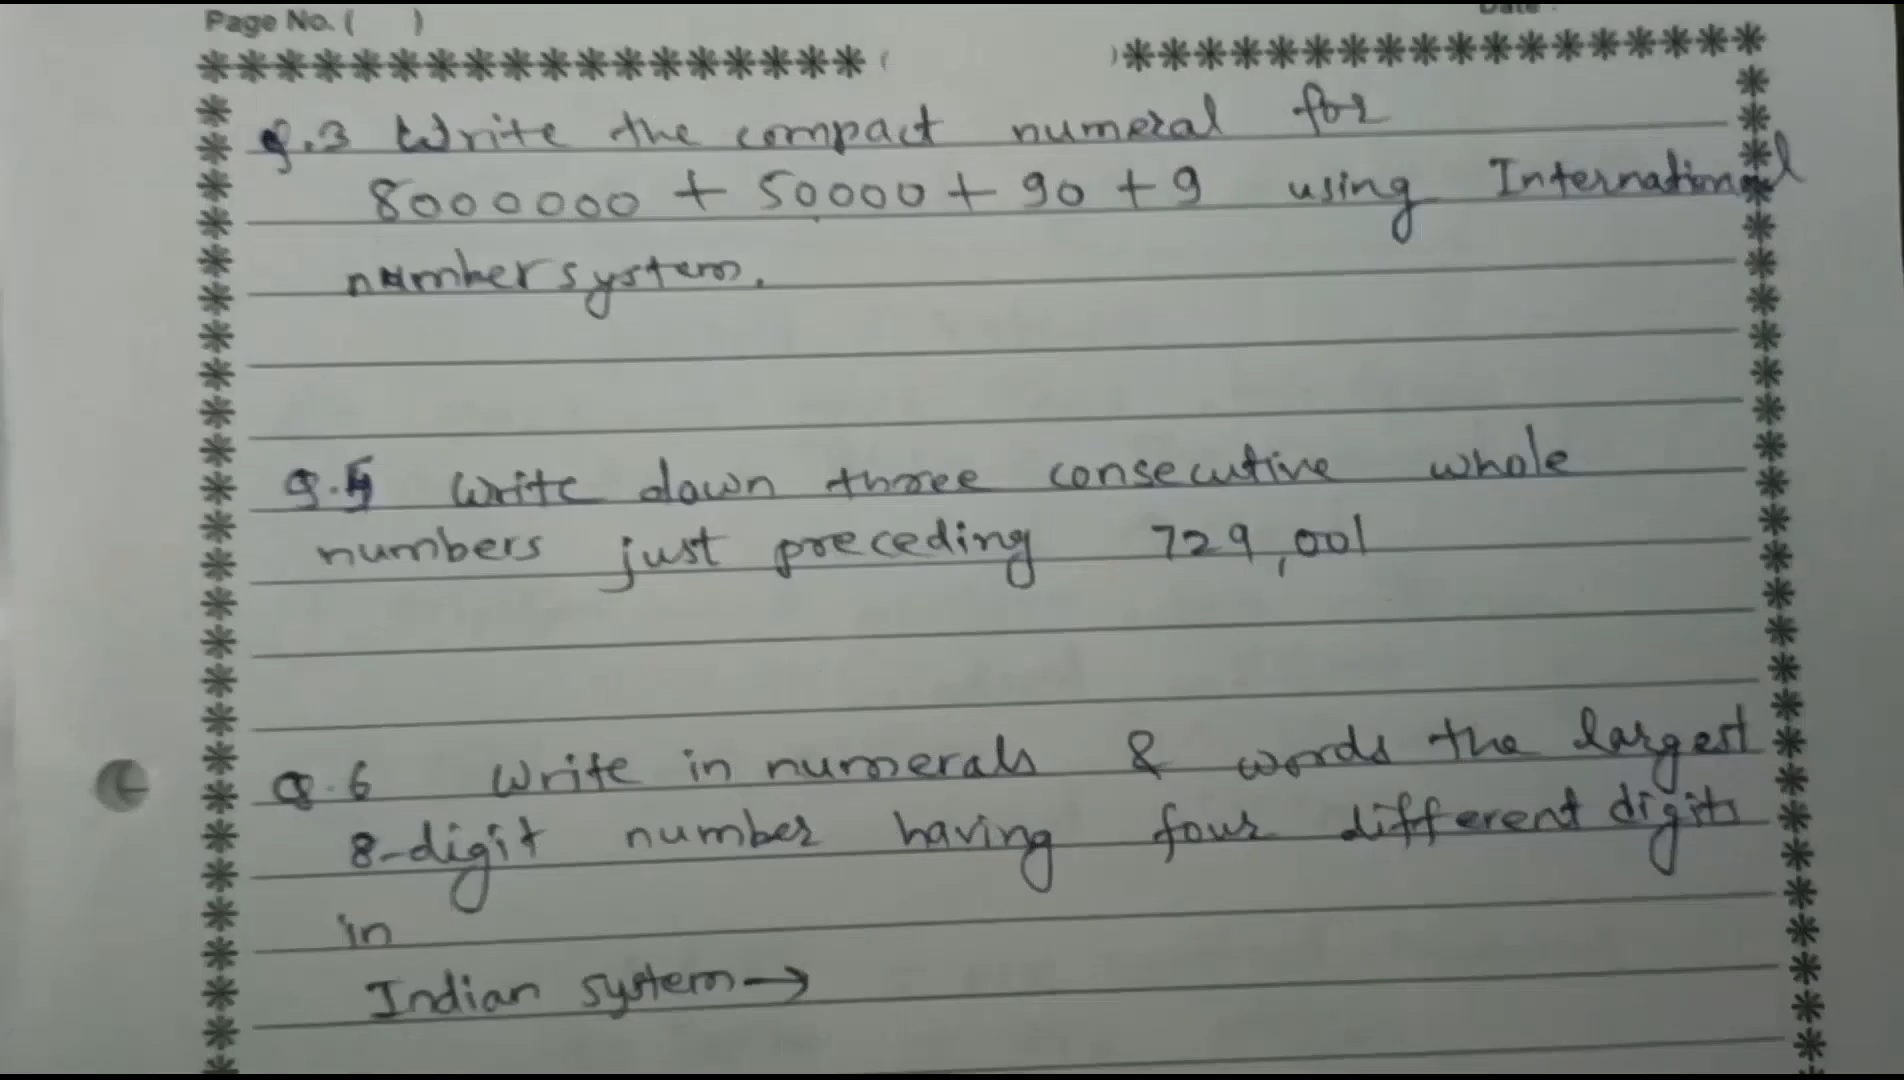 Page No. ( )
Date :
Q.3 Write the compact numeral for
8000000 + 50000 + 90 + 9 using International
number system.
Q.5 Write down three consecutive whole
numbers just preceding 729,001
Q.6 Write in numerals & words the largest
8-digit number having four different digits
in
Indian system →